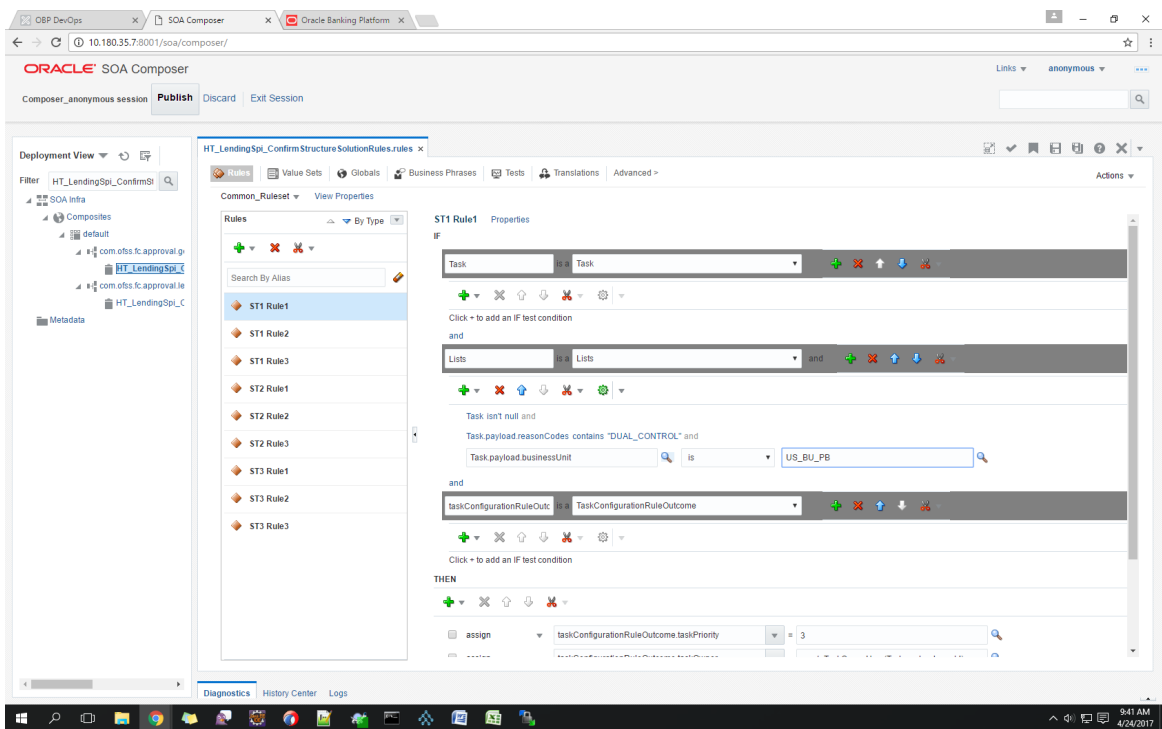 OBP DevOps SOA Composer Oracle Banking Platform
10.180.35.7:8001/soa/composer/
ORACLE SOA Composer Links anonymous
Composer_anonymous session Publish Discard Exit Session
HT_LendingSpi_ConfirmStructureSolutionRules.rules
Deployment View
Rules Value Sets Globals Business Phrases Tests Translations Advanced > Actions
Filter HT_LendingSpi_ConfirmSt
Common_Ruleset View Properties
SOA Infra
Composites
default
com.ofss.fc.approval.ge
HT_LendingSpi_C
com.ofss.fc.approval.le
HT_LendingSpi_C
Metadata
Rules By Type
Search By Alias
ST1 Rule1
ST1 Rule2
ST1 Rule3
ST2 Rule1
ST2 Rule2
ST2 Rule3
ST3 Rule1
ST3 Rule2
ST3 Rule3
ST1 Rule1 Properties
IF
Task is a Task
Click + to add an IF test condition
and
Lists is a Lists and
Task isn't null and
Task.payload.reasonCodes contains "DUAL_CONTROL" and
Task.payload.businessUnit is US_BU_PB
and
taskConfigurationRuleOutc is a TaskConfigurationRuleOutcome
Click + to add an IF test condition
THEN
assign taskConfigurationRuleOutcome.taskPriority = 3
Diagnostics History Center Logs
9:41 AM
4/24/2017